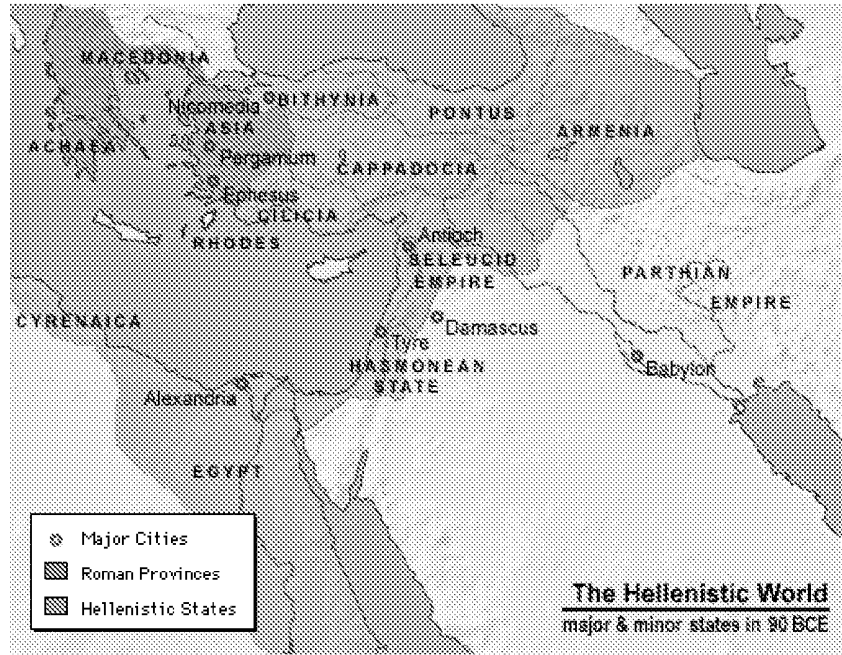 MACEDONIA
Nicomedia
BITHYNIA
PONTUS
ASIA
ARMENIA
ACHAEA
Pergamum
CAPPADOCIA
Ephesus
CILICIA
RHODES
Antioch
SELEUCID
EMPIRE
PARTHIAN
EMPIRE
CYRENAICA
Damascus
Tyre
HASMONEAN
STATE
Babylon
Alexandria
EGYPT
Major Cities
Roman Provinces
Hellenistic States
The Hellenistic World
major & minor states in 90 BCE